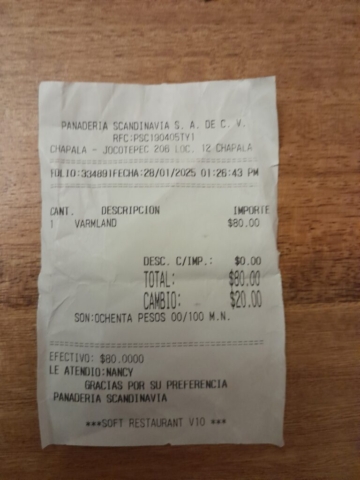 PANADERIA SCANDINAVIA S. A. DE C. V.
RFC:PSC190405TY1
CHAPALA - JOCOTEPEC 206 LOC. 12 CHAPALA
===========================================
FOLIO:334891FECHA:28/01/2025 01:26:43 PM
===========================================
CANT. DESCRIPCION IMPORTE
1 VARMLAND $80.00
DESC. C/IMP.: $0.00
TOTAL: $80.00
CAMBIO: $20.00
SON:OCHENTA PESOS 00/100 M.N.
===========================================
EFECTIVO: $80.0000
LE ATENDIO:NANCY
GRACIAS POR SU PREFERENCIA
PANADERIA SCANDINAVIA
***SOFT RESTAURANT V10 ***